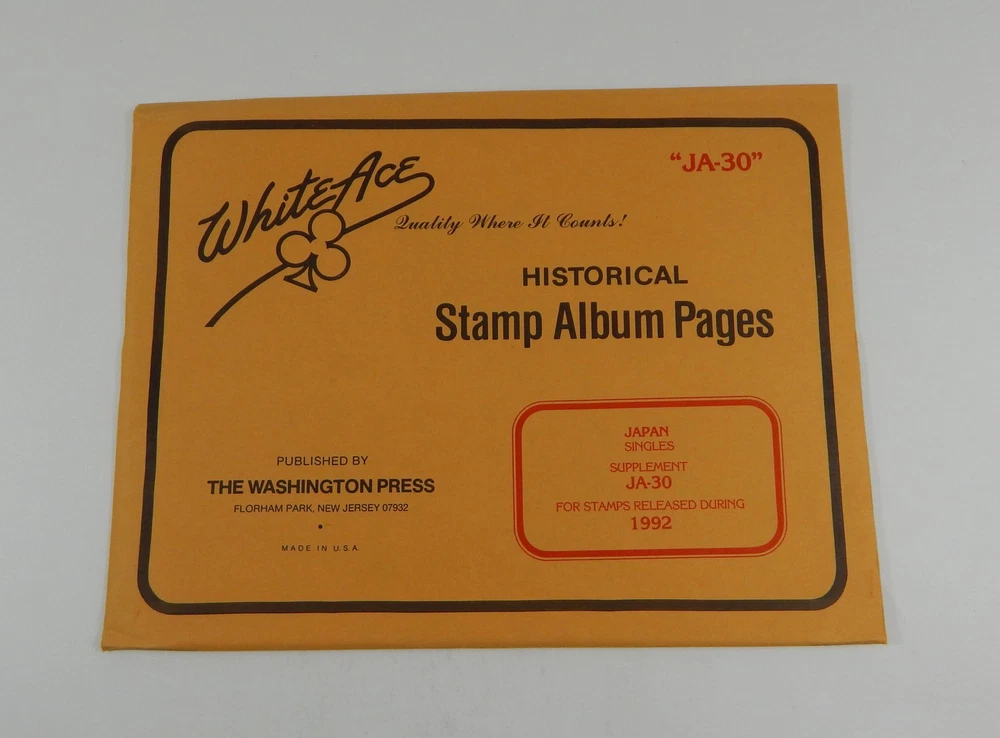 "JA-30"
White Ace
Quality Where It Counts!
HISTORICAL
Stamp Album Pages
JAPAN
SINGLES
SUPPLEMENT
JA-30
FOR STAMPS RELEASED DURING
1992
PUBLISHED BY
THE WASHINGTON PRESS
FLORHAM PARK, NEW JERSEY 07932
•
MADE IN U.S.A.